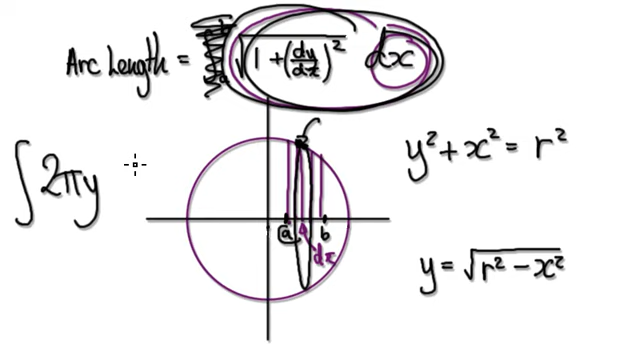 Arc Length = √1 + (dy/dx)² dx
∫ 2πy
y² + x² = r²
a b
dx
y = √r² − x²